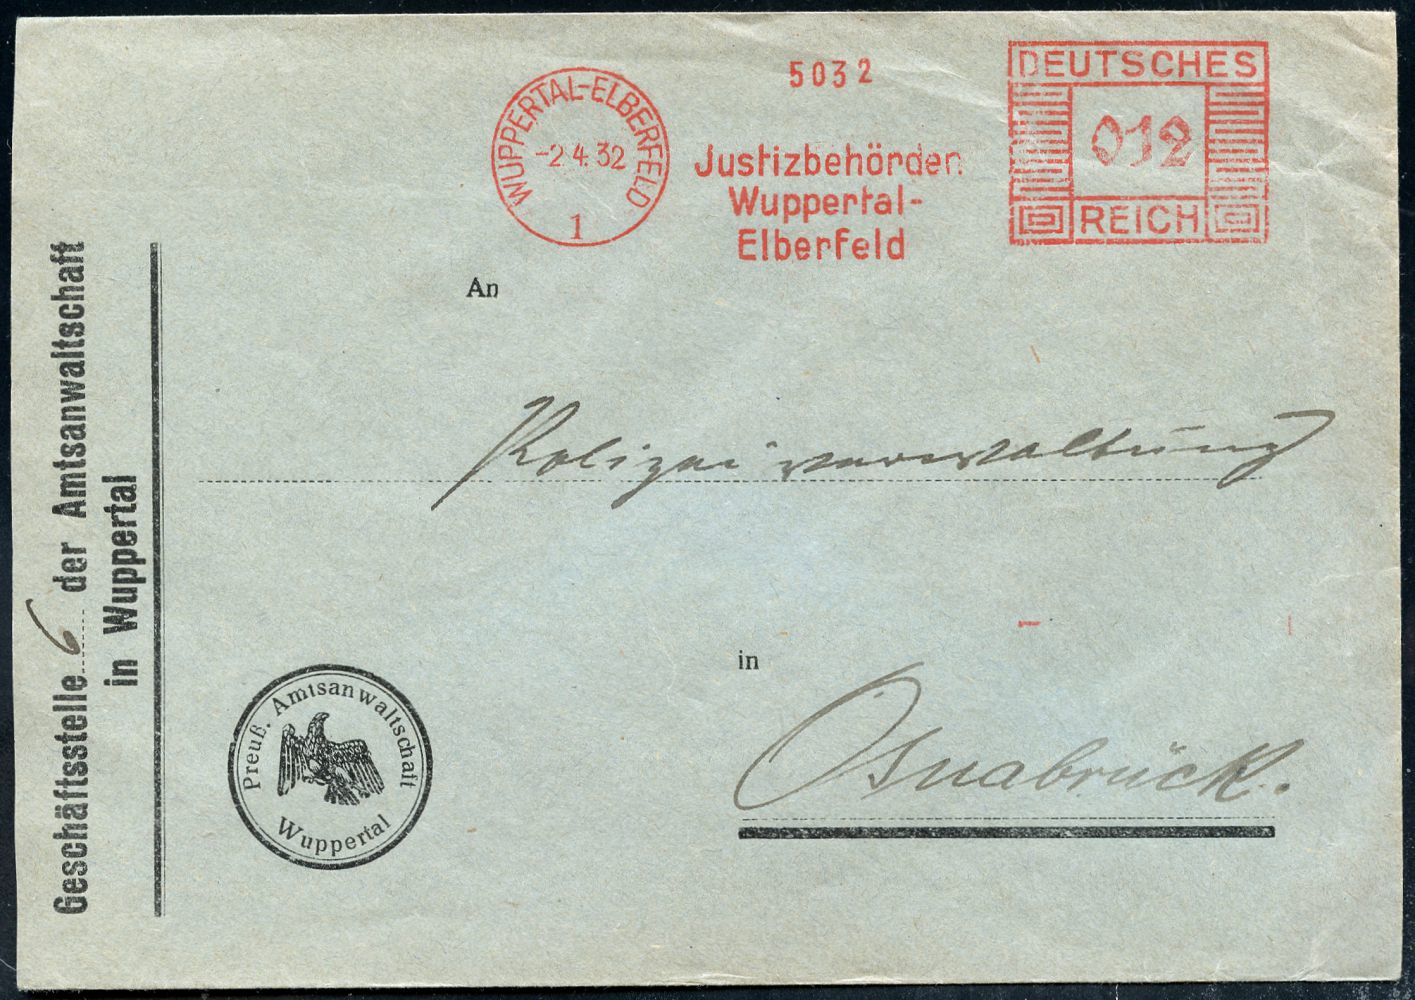 WUPPERTAL-ELBERFELD
-2.4.32
1
5032
Justizbehörden
Wuppertal-
Elberfeld
DEUTSCHES
012
REICH
An
Polizeiverwaltung
in
Osnabrück.
Geschäftsstelle 6 der Amtsanwaltschaft
in Wuppertal
Preuß. Amtsanwaltschaft
Wuppertal